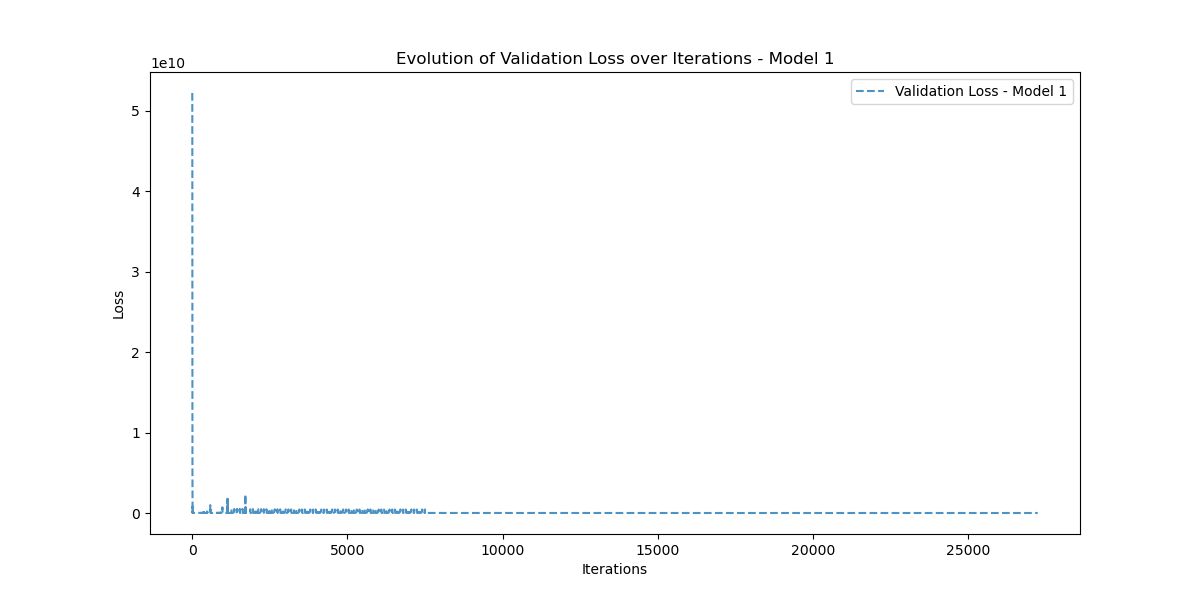 Evolution of Validation Loss over Iterations - Model 1
1e10
Validation Loss - Model 1
5
4
3
2
1
0
Loss
0 5000 10000 15000 20000 25000
Iterations